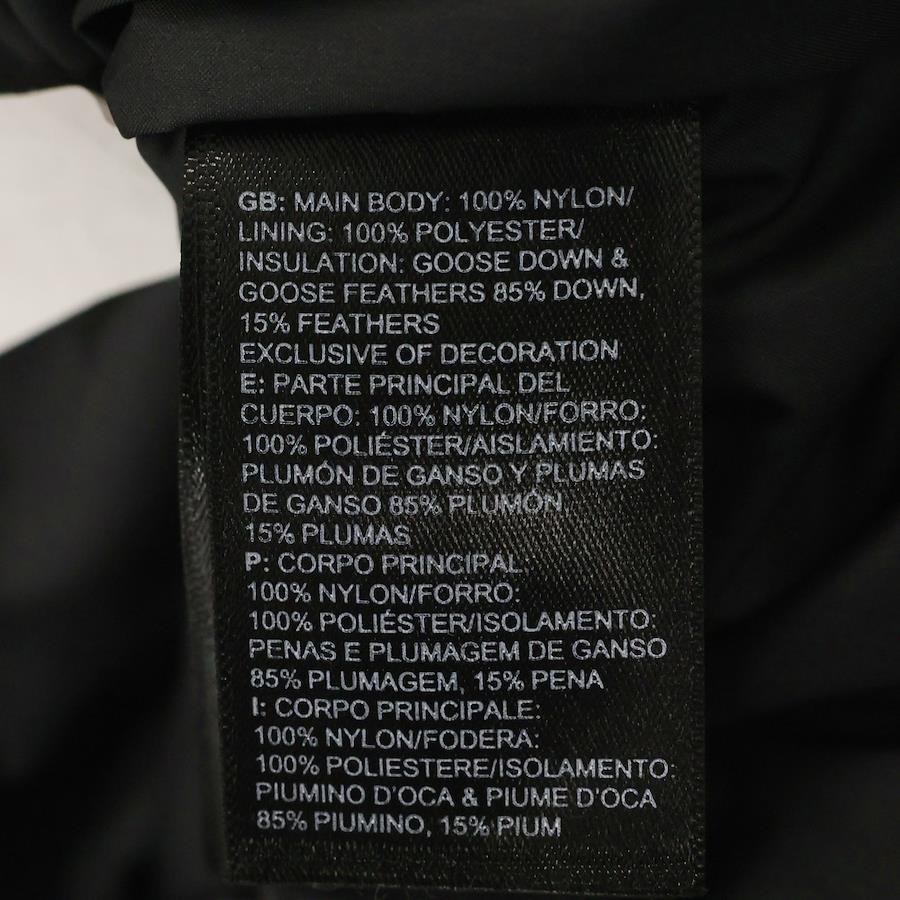 GB: MAIN BODY: 100% NYLON/
LINING: 100% POLYESTER/
INSULATION: GOOSE DOWN &
GOOSE FEATHERS 85% DOWN,
15% FEATHERS
EXCLUSIVE OF DECORATION
E: PARTE PRINCIPAL DEL
CUERPO: 100% NYLON/FORRO:
100% POLIÉSTER/AISLAMIENTO:
PLUMÓN DE GANSO Y PLUMAS
DE GANSO 85% PLUMÓN,
15% PLUMAS
P: CORPO PRINCIPAL:
100% NYLON/FORRO:
100% POLIÉSTER/ISOLAMENTO:
PENAS E PLUMAGEM DE GANSO
85% PLUMAGEM, 15% PENA
I: CORPO PRINCIPALE:
100% NYLON/FODERA:
100% POLIESTERE/ISOLAMENTO:
PIUMINO D'OCA & PIUME D'OCA
85% PIUMINO, 15% PIUM